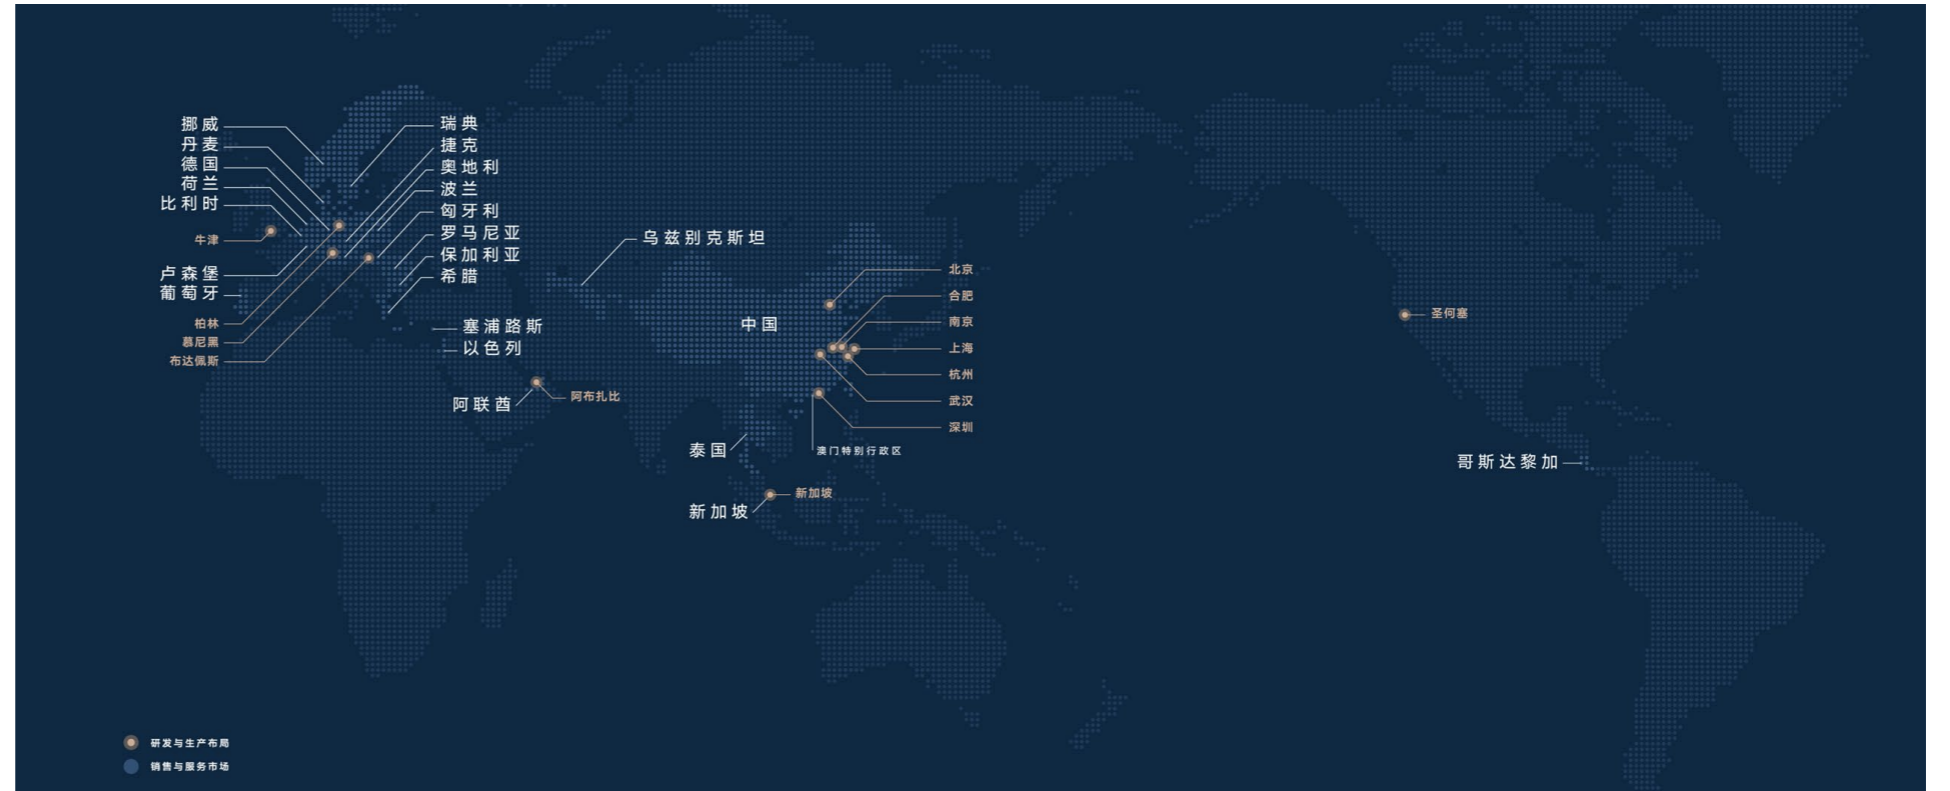 挪威
丹麦
德国
荷兰
比利时
牛津
卢森堡
葡萄牙
柏林
慕尼黑
布达佩斯
瑞典
捷克
奥地利
波兰
匈牙利
罗马尼亚
保加利亚
希腊
塞浦路斯
以色列
阿联酋
阿布扎比
乌兹别克斯坦
中国
北京
合肥
南京
上海
杭州
武汉
深圳
澳门特别行政区
泰国
新加坡
新加坡
圣何塞
哥斯达黎加
研发与生产布局
销售与服务市场